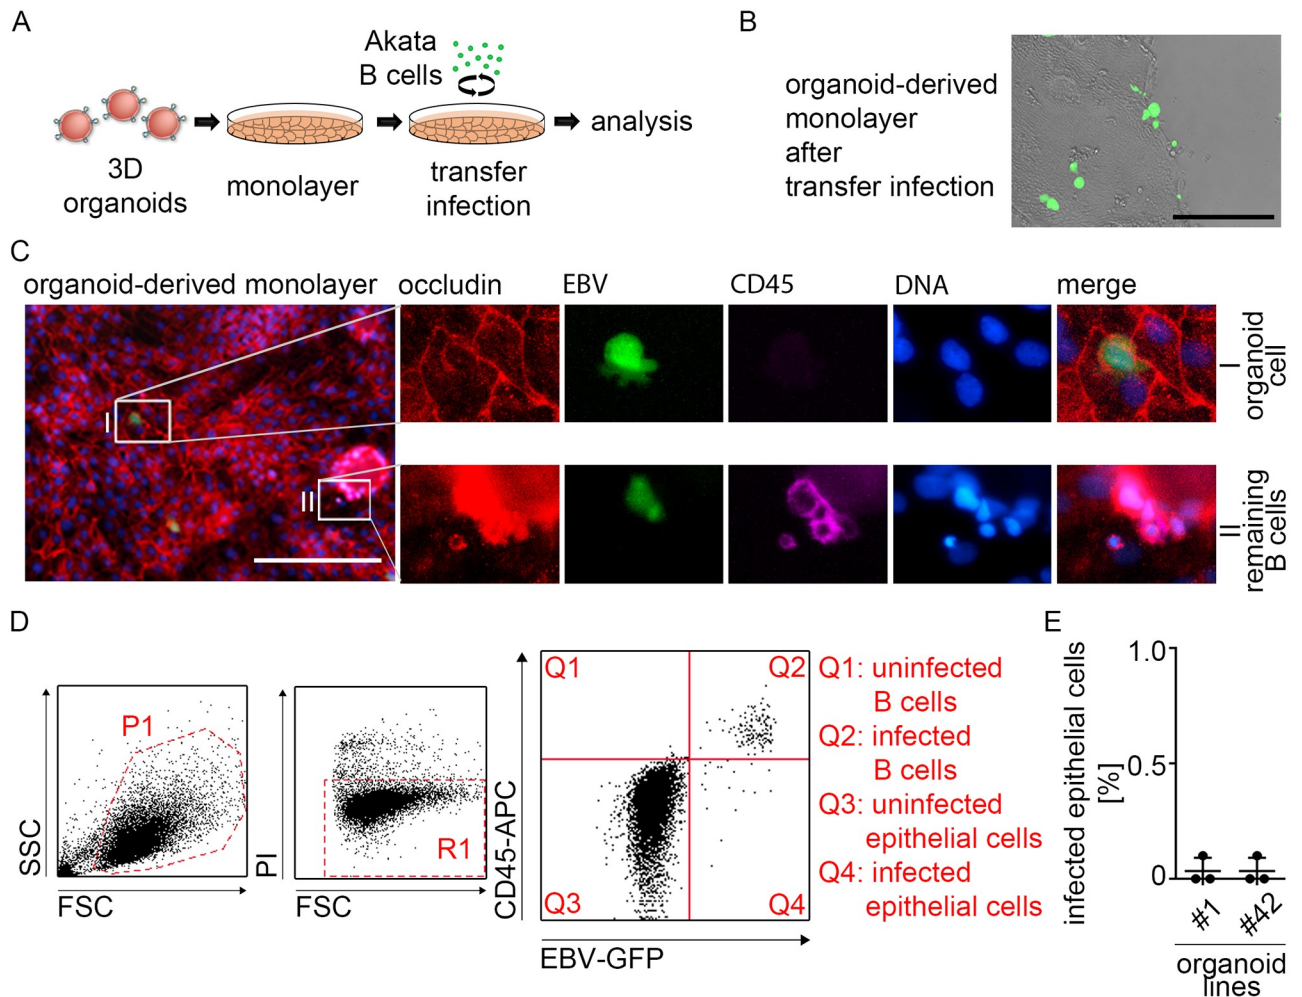 A
Akata
B cells
3D
organoids
monolayer
transfer
infection
analysis
B
organoid-derived
monolayer
after
transfer infection
C
organoid-derived monolayer
occludin
EBV
CD45
DNA
merge
I
II
I
organoid
cell
II
remaining
B cells
D
P1
SSC
FSC
R1
PI
FSC
Q1
Q2
Q3
Q4
CD45-APC
EBV-GFP
Q1: uninfected
B cells
Q2: infected
B cells
Q3: uninfected
epithelial cells
Q4: infected
epithelial cells
E
infected epithelial cells
[%]
1.0
0.5
0
#1
#42
organoid
lines